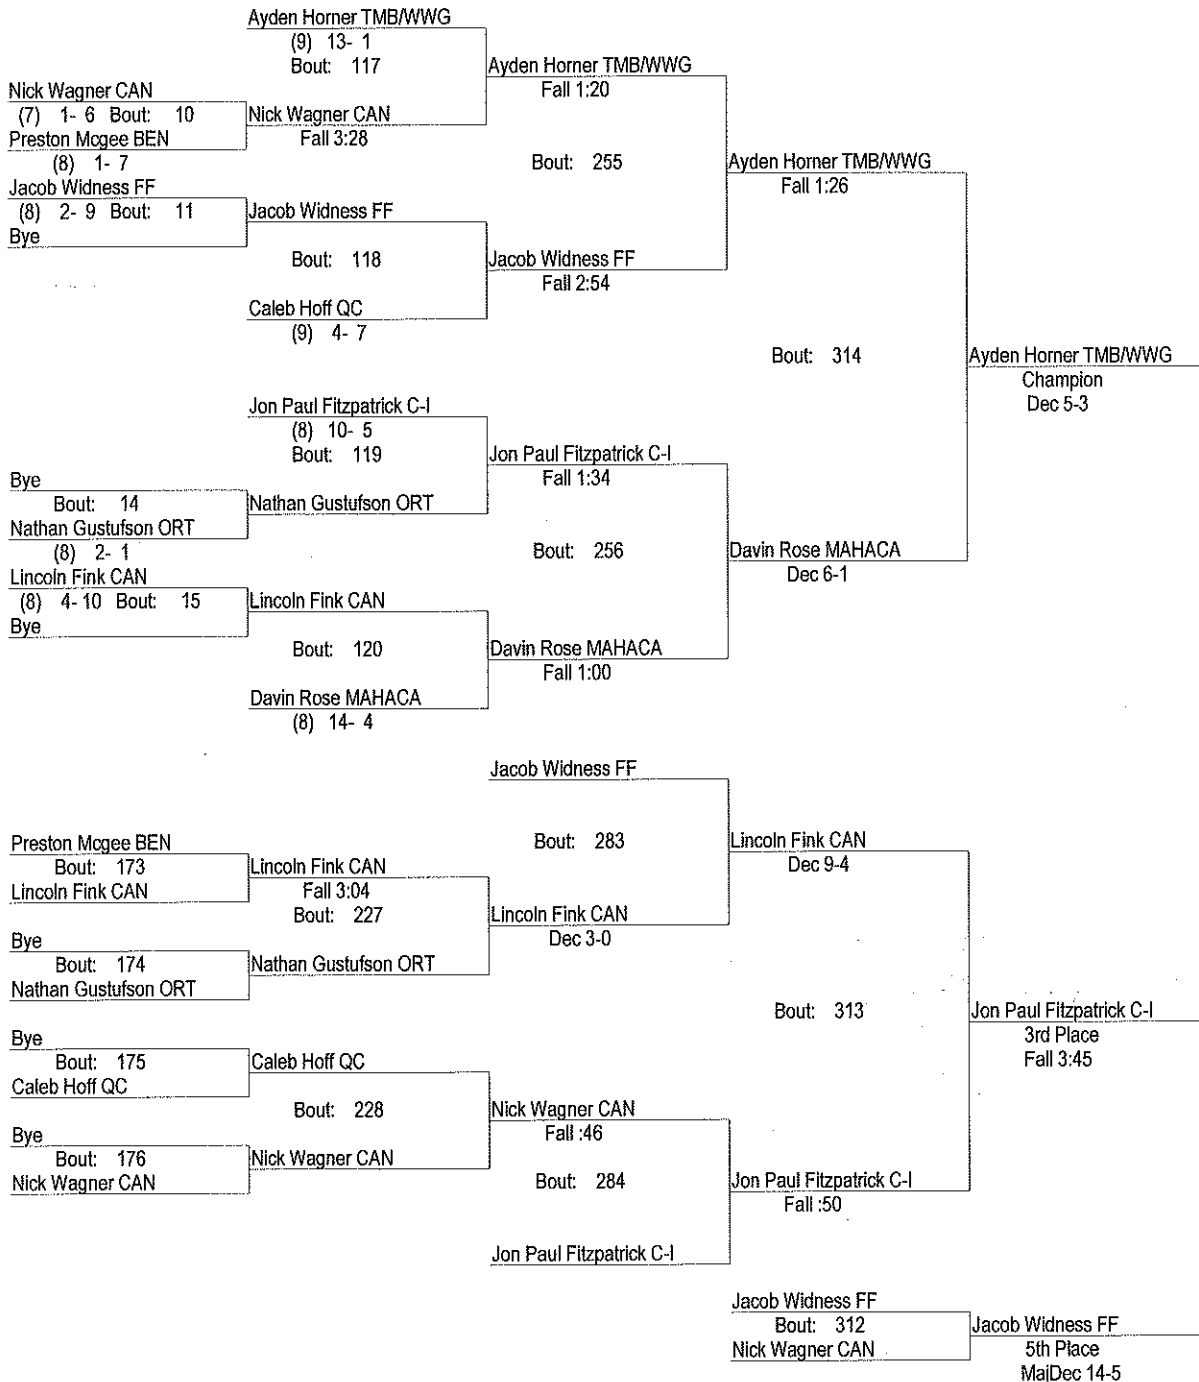 Ayden Horner TMB/WWG
(9) 13- 1
Bout: 117
Ayden Horner TMB/WWG
Fall 1:20
Nick Wagner CAN
(7) 1- 6 Bout: 10
Nick Wagner CAN
Fall 3:28
Preston Mcgee BEN
(8) 1- 7
Bout: 255
Ayden Horner TMB/WWG
Fall 1:26
Jacob Widness FF
(8) 2- 9 Bout: 11
Jacob Widness FF
Bye
Bout: 118
Jacob Widness FF
Fall 2:54
Caleb Hoff QC
(9) 4- 7
Bout: 314
Ayden Horner TMB/WWG
Champion
Dec 5-3
Jon Paul Fitzpatrick C-I
(8) 10- 5
Bout: 119
Jon Paul Fitzpatrick C-I
Fall 1:34
Bye
Bout: 14
Nathan Gustufson ORT
Nathan Gustufson ORT
(8) 2- 1
Bout: 256
Davin Rose MAHACA
Dec 6-1
Lincoln Fink CAN
(8) 4- 10 Bout: 15
Lincoln Fink CAN
Bye
Bout: 120
Davin Rose MAHACA
Fall 1:00
Davin Rose MAHACA
(8) 14- 4
Jacob Widness FF
Bout: 283
Lincoln Fink CAN
Dec 9-4
Preston Mcgee BEN
Bout: 173
Lincoln Fink CAN
Lincoln Fink CAN
Fall 3:04
Bout: 227
Lincoln Fink CAN
Dec 3-0
Bye
Bout: 174
Nathan Gustufson ORT
Nathan Gustufson ORT
Bout: 313
Jon Paul Fitzpatrick C-I
3rd Place
Fall 3:45
Bye
Bout: 175
Caleb Hoff QC
Caleb Hoff QC
Bout: 228
Nick Wagner CAN
Fall :46
Bye
Bout: 176
Nick Wagner CAN
Nick Wagner CAN
Bout: 284
Jon Paul Fitzpatrick C-I
Fall :50
Jon Paul Fitzpatrick C-I
Jacob Widness FF
Bout: 312
Nick Wagner CAN
Jacob Widness FF
5th Place
MajDec 14-5